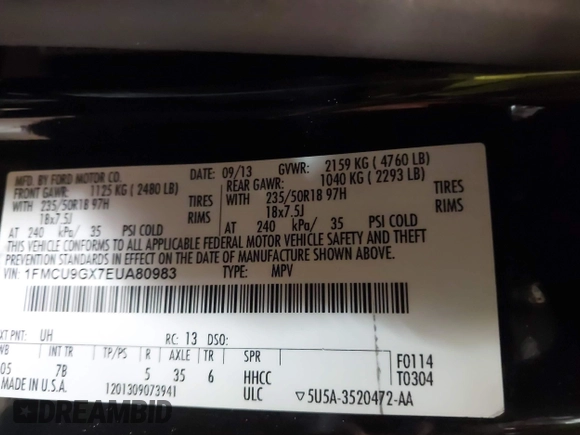 MFD. BY FORD MOTOR CO. DATE: 09/13 GVWR: 2159 KG ( 4760 LB)
FRONT GAWR: 1125 KG ( 2480 LB) REAR GAWR: 1040 KG ( 2293 LB)
WITH 235/50R18 97H TIRES WITH 235/50R18 97H TIRES
18x7.5J RIMS 18x7.5J RIMS
AT 240 kPa/ 35 PSI COLD AT 240 kPa/ 35 PSI COLD
THIS VEHICLE CONFORMS TO ALL APPLICABLE FEDERAL MOTOR VEHICLE SAFETY AND THEFT
PREVENTION STANDARDS IN EFFECT ON THE DATE OF MANUFACTURE SHOWN ABOVE.
VIN: 1FMCU9GX7EUA80983 TYPE: MPV
XT PNT: UH RC: 13 DSO:
WB INT TR TP/PS R AXLE TR SPR F0114
05 7B 5 35 6 HHCC T0304
MADE IN U.S.A. 1201309073941 ULC ▽5U5A-3520472-AA
DREAMBID